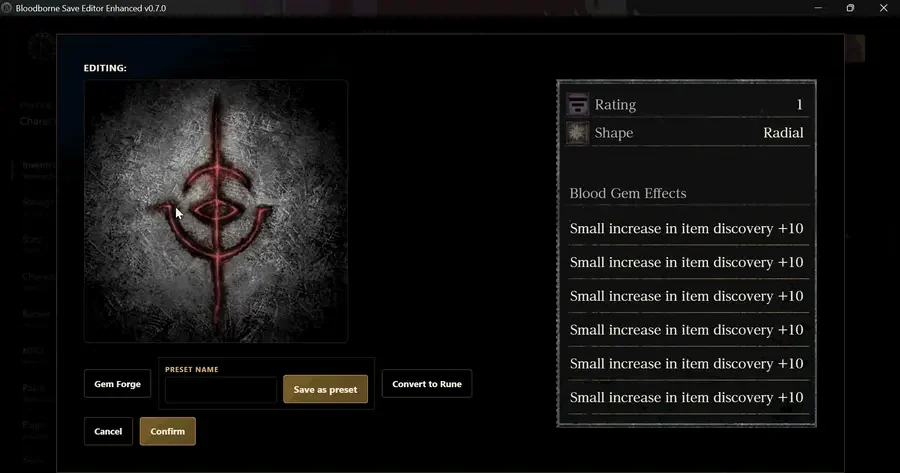 Bloodborne Save Editor Enhanced v0.7.0
EDITING:
Rating 1
Shape Radial
Blood Gem Effects
Small increase in item discovery +10
Small increase in item discovery +10
Small increase in item discovery +10
Small increase in item discovery +10
Small increase in item discovery +10
Small increase in item discovery +10
PRESET NAME
Gem Forge
Save as preset
Convert to Rune
Cancel
Confirm